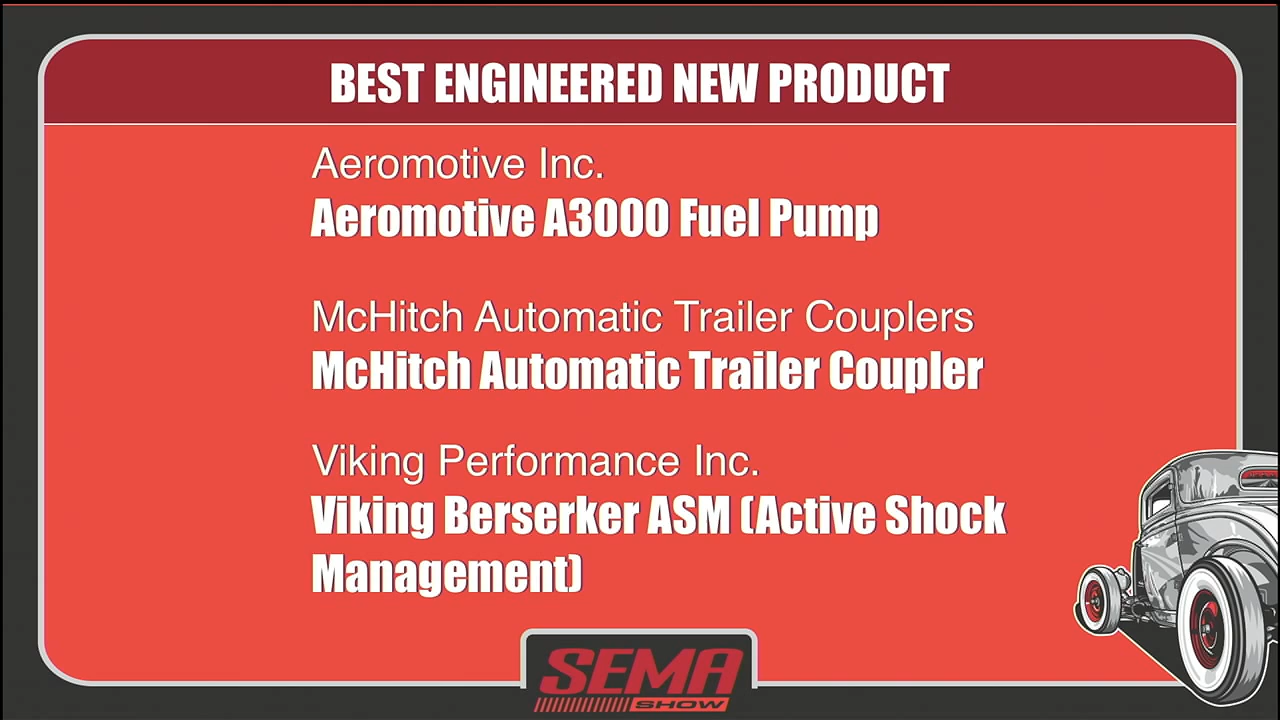 BEST ENGINEERED NEW PRODUCT
Aeromotive Inc.
Aeromotive A3000 Fuel Pump
McHitch Automatic Trailer Couplers
McHitch Automatic Trailer Coupler
Viking Performance Inc.
Viking Berserker ASM (Active Shock
Management)
SEMA
SHOW